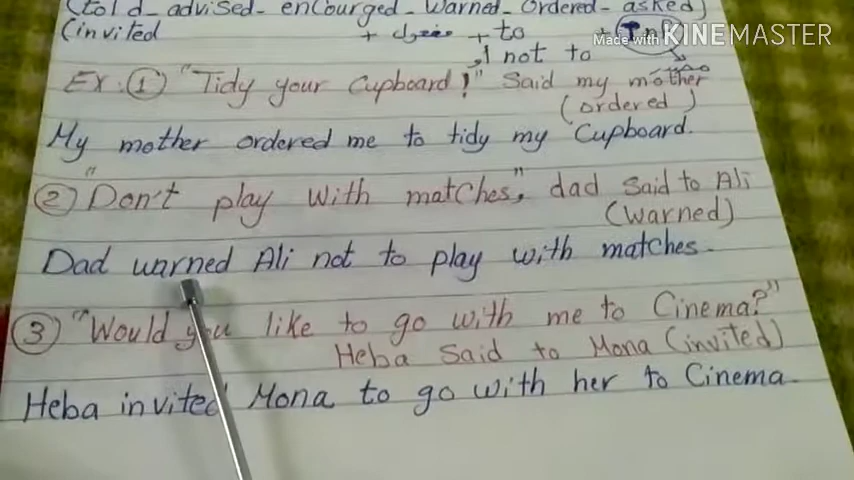 (told - advised - encourged - Warned - Ordered - asked)
(invited + to + Inf
, not to
Made with KINEMASTER
Ex: ① "Tidy your Cupboard!" Said my mother
(ordered)
My mother ordered me to tidy my Cupboard.
② "Don't play with matches," dad said to Ali
(warned)
Dad warned Ali not to play with matches.
③ "Would you like to go with me to Cinema?"
Heba said to Mona (invited)
Heba invited Mona to go with her to Cinema.